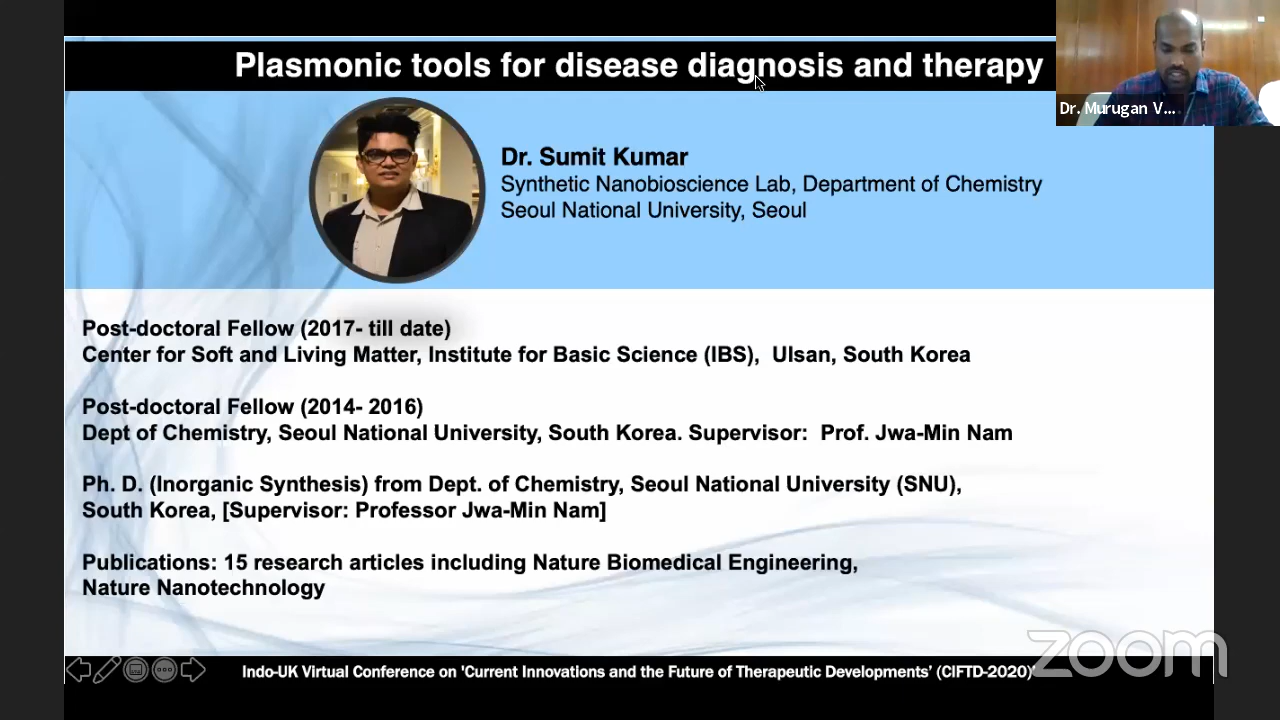 Plasmonic tools for disease diagnosis and therapy
Dr. Murugan V...
Dr. Sumit Kumar
Synthetic Nanobioscience Lab, Department of Chemistry
Seoul National University, Seoul
Post-doctoral Fellow (2017- till date)
Center for Soft and Living Matter, Institute for Basic Science (IBS),  Ulsan, South Korea
Post-doctoral Fellow (2014- 2016)
Dept of Chemistry, Seoul National University, South Korea. Supervisor:  Prof. Jwa-Min Nam
Ph. D. (Inorganic Synthesis) from Dept. of Chemistry, Seoul National University (SNU),
South Korea, [Supervisor: Professor Jwa-Min Nam]
Publications: 15 research articles including Nature Biomedical Engineering,
Nature Nanotechnology
zoom
Indo-UK Virtual Conference on 'Current Innovations and the Future of Therapeutic Developments' (CIFTD-2020)'